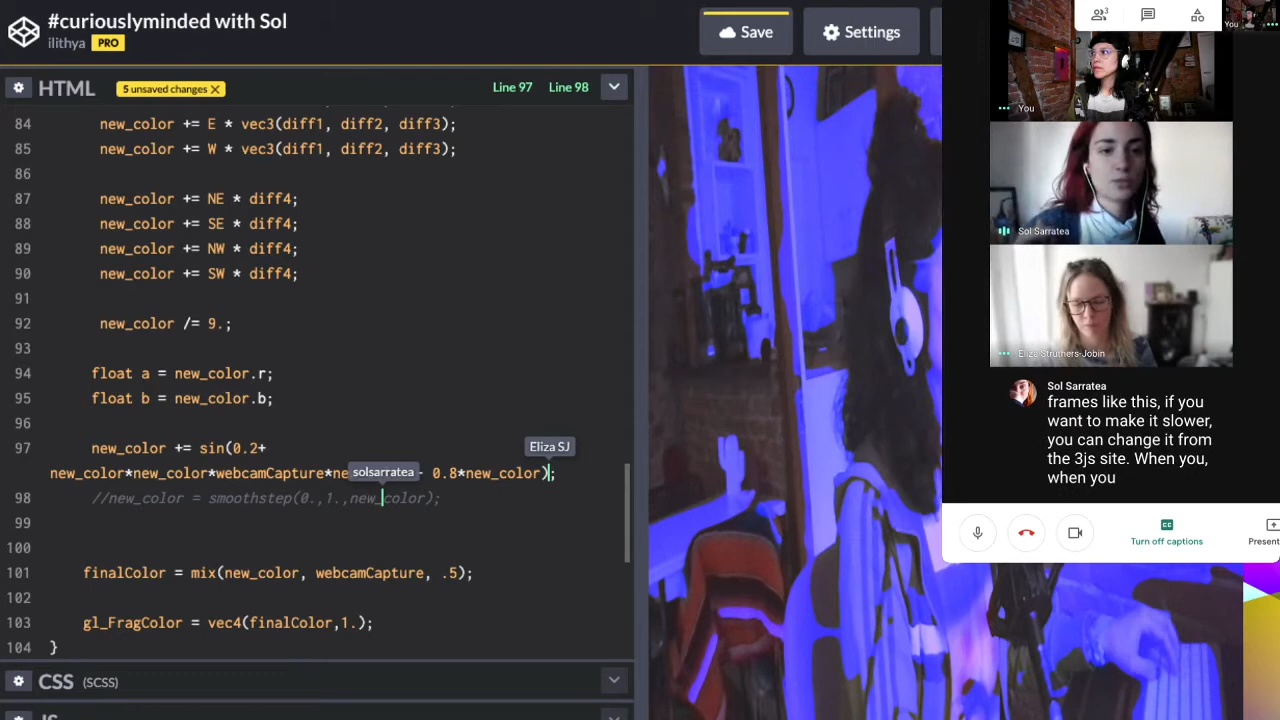 #curiouslyminded with Sol
ilithya PRO
Save
Settings
HTML
5 unsaved changes X
Line 97 Line 98
84 new_color += E * vec3(diff1, diff2, diff3);
85 new_color += W * vec3(diff1, diff2, diff3);
86
87 new_color += NE * diff4;
88 new_color += SE * diff4;
89 new_color += NW * diff4;
90 new_color += SW * diff4;
91
92 new_color /= 9.;
93
94 float a = new_color.r;
95 float b = new_color.b;
96
Eliza SJ
97 new_color += sin(0.2+
solsarratea
new_color*new_color*webcamCapture*ne - 0.8*new_color);
98 //new_color = smoothstep(0.,1.,new_color);
99
100
101 finalColor = mix(new_color, webcamCapture, .5);
102
103 gl_FragColor = vec4(finalColor,1.);
104 }
CSS (SCSS)
JS
3
You
You
Sol Sarratea
Eliza Struthers-Jobin
Sol Sarratea
frames like this, if you
want to make it slower,
you can change it from
the 3js site. When you,
when you
Turn off captions
Present